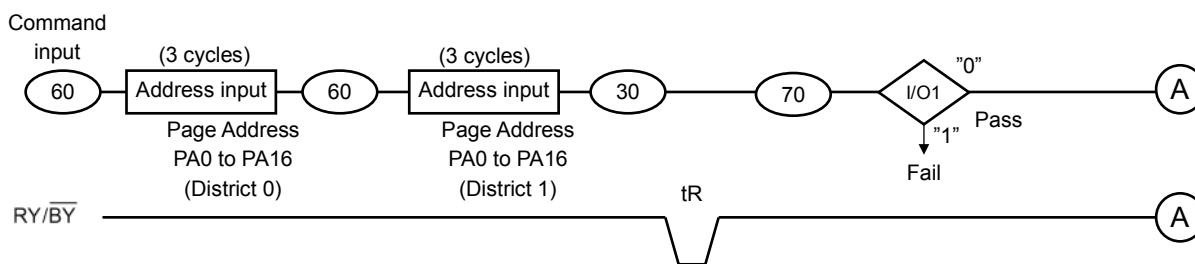 Command
input
(3 cycles)
(3 cycles)
60
Address input
60
Address input
30
70
I/O1
"0"
Pass
"1"
Fail
A
Page Address
PA0 to PA16
(District 0)
Page Address
PA0 to PA16
(District 1)
tR
RY/B̅Y̅
A